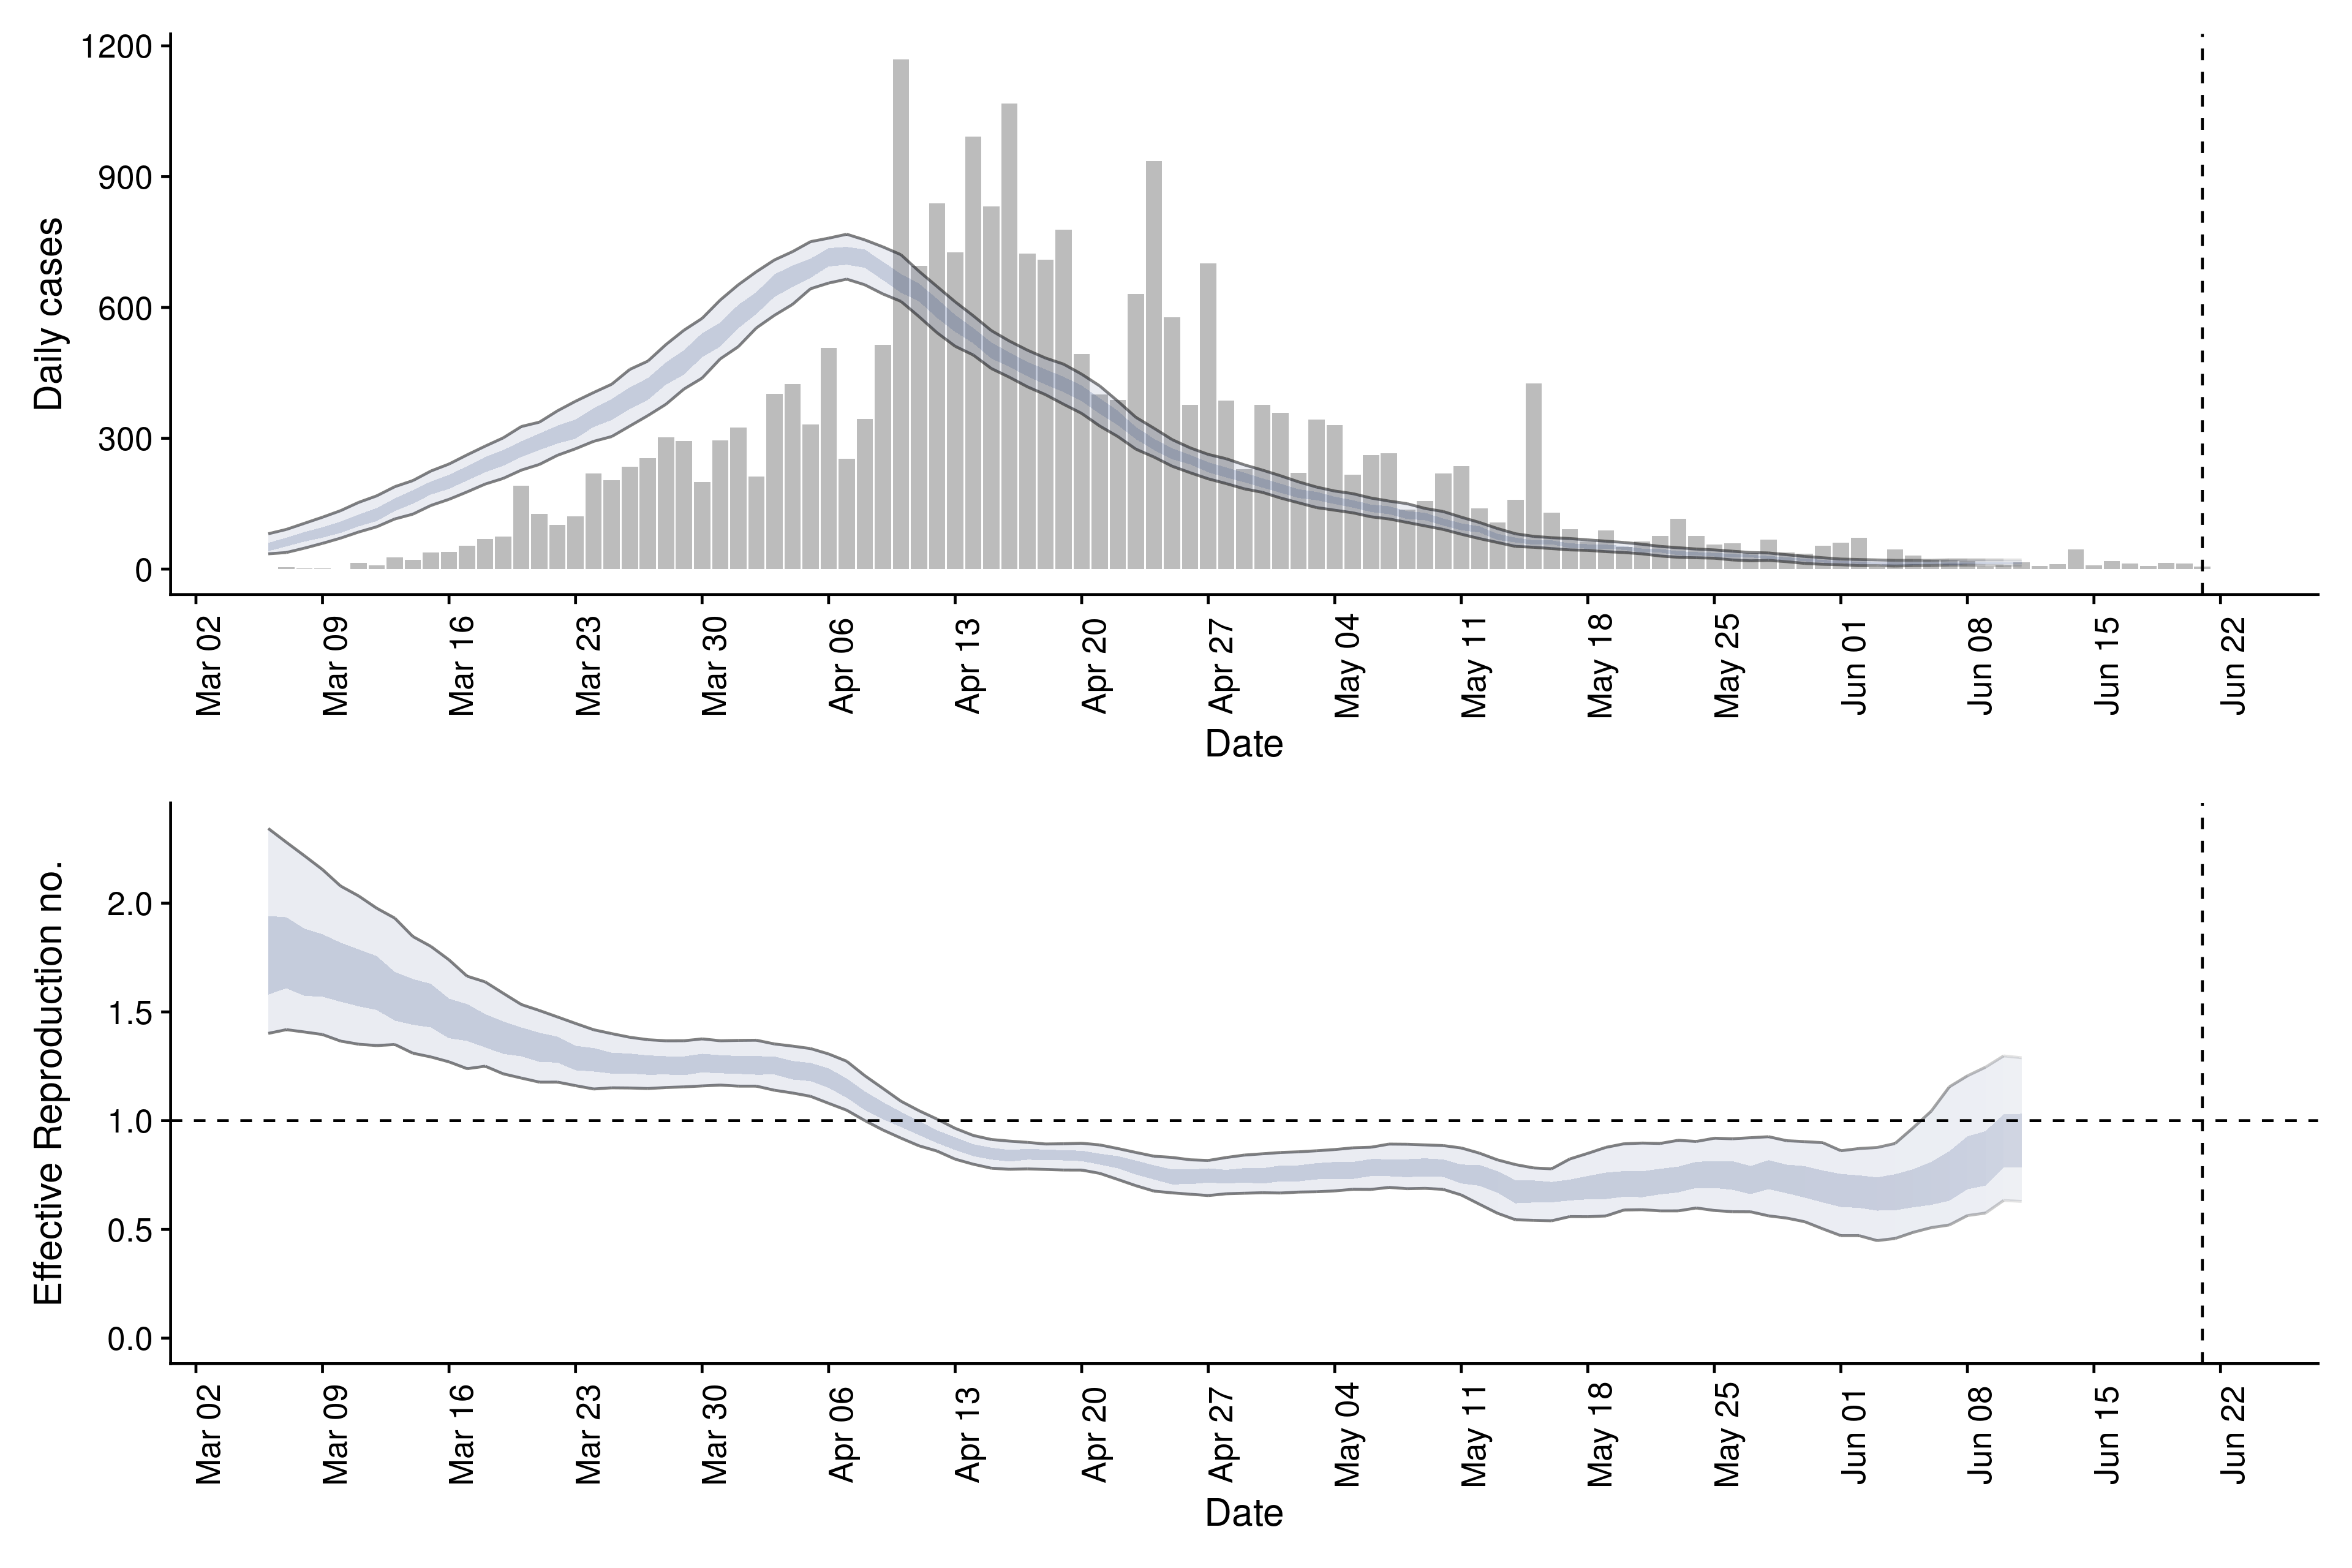 1200
900
600
300
0
Daily cases
Mar 02
Mar 09
Mar 16
Mar 23
Mar 30
Apr 06
Apr 13
Apr 20
Apr 27
May 04
May 11
May 18
May 25
Jun 01
Jun 08
Jun 15
Jun 22
Date
2.0
1.5
1.0
0.5
0.0
Effective Reproduction no.
Mar 02
Mar 09
Mar 16
Mar 23
Mar 30
Apr 06
Apr 13
Apr 20
Apr 27
May 04
May 11
May 18
May 25
Jun 01
Jun 08
Jun 15
Jun 22
Date